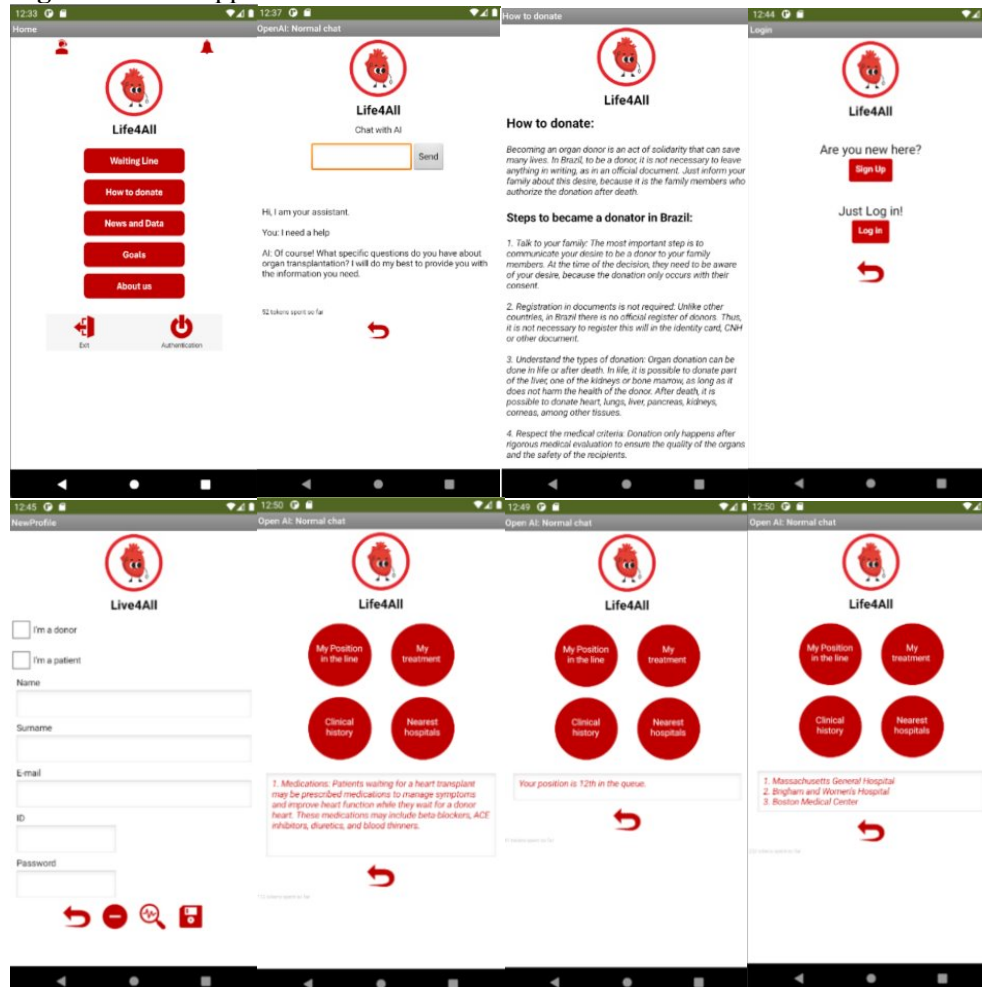 12:33
Home
Life4All
Waiting Line
How to donate
News and Data
Goals
About us
Exit
Authentication
12:37
OpenAI: Normal chat
Life4All
Chat with AI
Send
Hi, I am your assistant.
You: I need a help
AI: Of course! What specific questions do you have about
organ transplantation? I will do my best to provide you with
the information you need.
52 tokens spent so far
How to donate
Life4All
How to donate:
Becoming an organ donor is an act of solidarity that can save
many lives. In Brazil, to be a donor, it is not necessary to leave
anything in writing, as in an official document. Just inform your
family about this desire, because it is the family members who
authorize the donation after death.
Steps to became a donator in Brazil:
1. Talk to your family: The most important step is to
communicate your desire to be a donor to your family
members. At the time of the decision, they need to be aware
of your desire, because the donation only occurs with their
consent.
2. Registration in documents is not required: Unlike other
countries, in Brazil there is no official register of donors. Thus,
it is not necessary to register this will in the identity card, CNH
or other document.
3. Understand the types of donation: Organ donation can be
done in life or after death. In life, it is possible to donate part
of the liver, one of the kidneys or bone marrow, as long as it
does not harm the health of the donor. After death, it is
possible to donate heart, lungs, liver, pancreas, kidneys,
corneas, among other tissues.
4. Respect the medical criteria: Donation only happens after
rigorous medical evaluation to ensure the quality of the organs
and the safety of the recipients.
12:44
Login
Life4All
Are you new here?
Sign Up
Just Log in!
Log in
12:45
NewProfile
Live4All
I'm a donor
I'm a patient
Name
Surname
E-mail
ID
Password
12:50
Open AI: Normal chat
Life4All
My Position
in the line
My
treatment
Clinical
history
Nearest
hospitals
1. Medications: Patients waiting for a heart transplant
may be prescribed medications to manage symptoms
and improve heart function while they wait for a donor
heart. These medications may include beta blockers, ACE
inhibitors, diuretics, and blood thinners.
12:49
Open AI: Normal chat
Life4All
My Position
in the line
My
treatment
Clinical
history
Nearest
hospitals
Your position is 12th in the queue.
12:50
Open AI: Normal chat
Life4All
My Position
in the line
My
treatment
Clinical
history
Nearest
hospitals
1. Massachusetts General Hospital
2. Brigham and Women's Hospital
3. Boston Medical Center